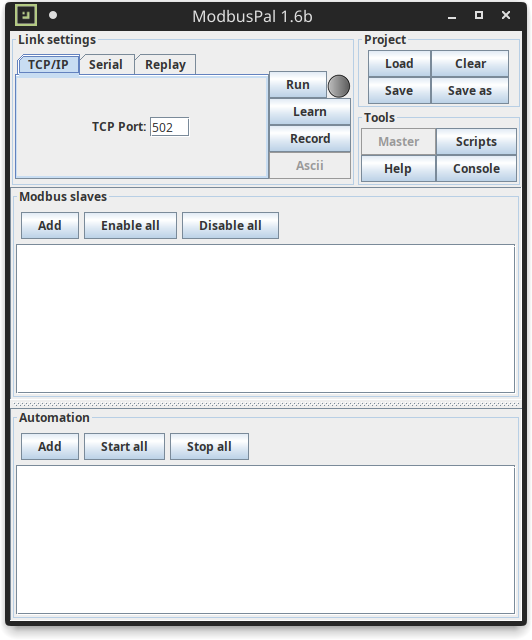 ModbusPal 1.6b
Link settings
TCP/IP Serial Replay
TCP Port: 502
Run
Learn
Record
Ascii
Project
Load Clear
Save Save as
Tools
Master Scripts
Help Console
Modbus slaves
Add Enable all Disable all
Automation
Add Start all Stop all